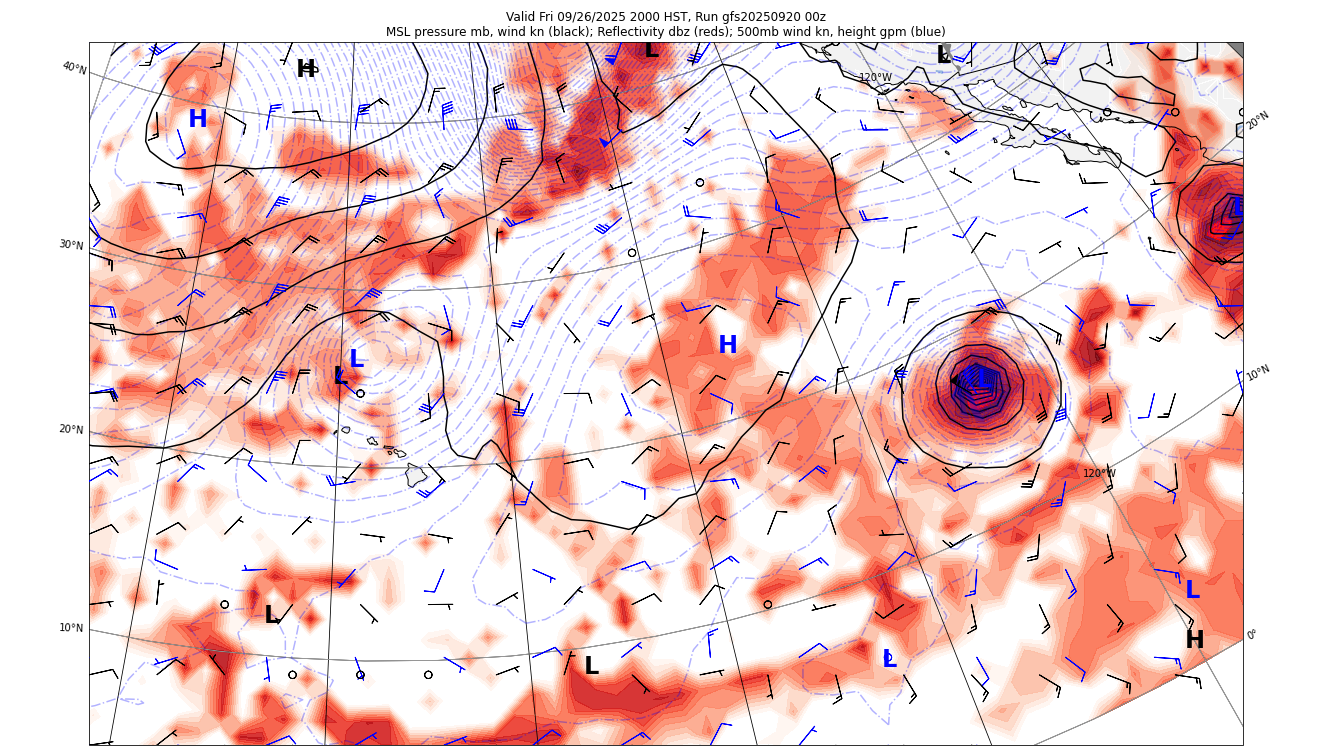 Valid Fri 09/26/2025 2000 HST, Run gfs20250920 00z
MSL pressure mb, wind kn (black); Reflectivity dbz (reds); 500mb wind kn, height gpm (blue)
L
L
H
40°N
120°W
H
20°N
L
30°N
H
L
L
10°N
L
20°N
120°W
L
L
10°N
0°
H
L
L